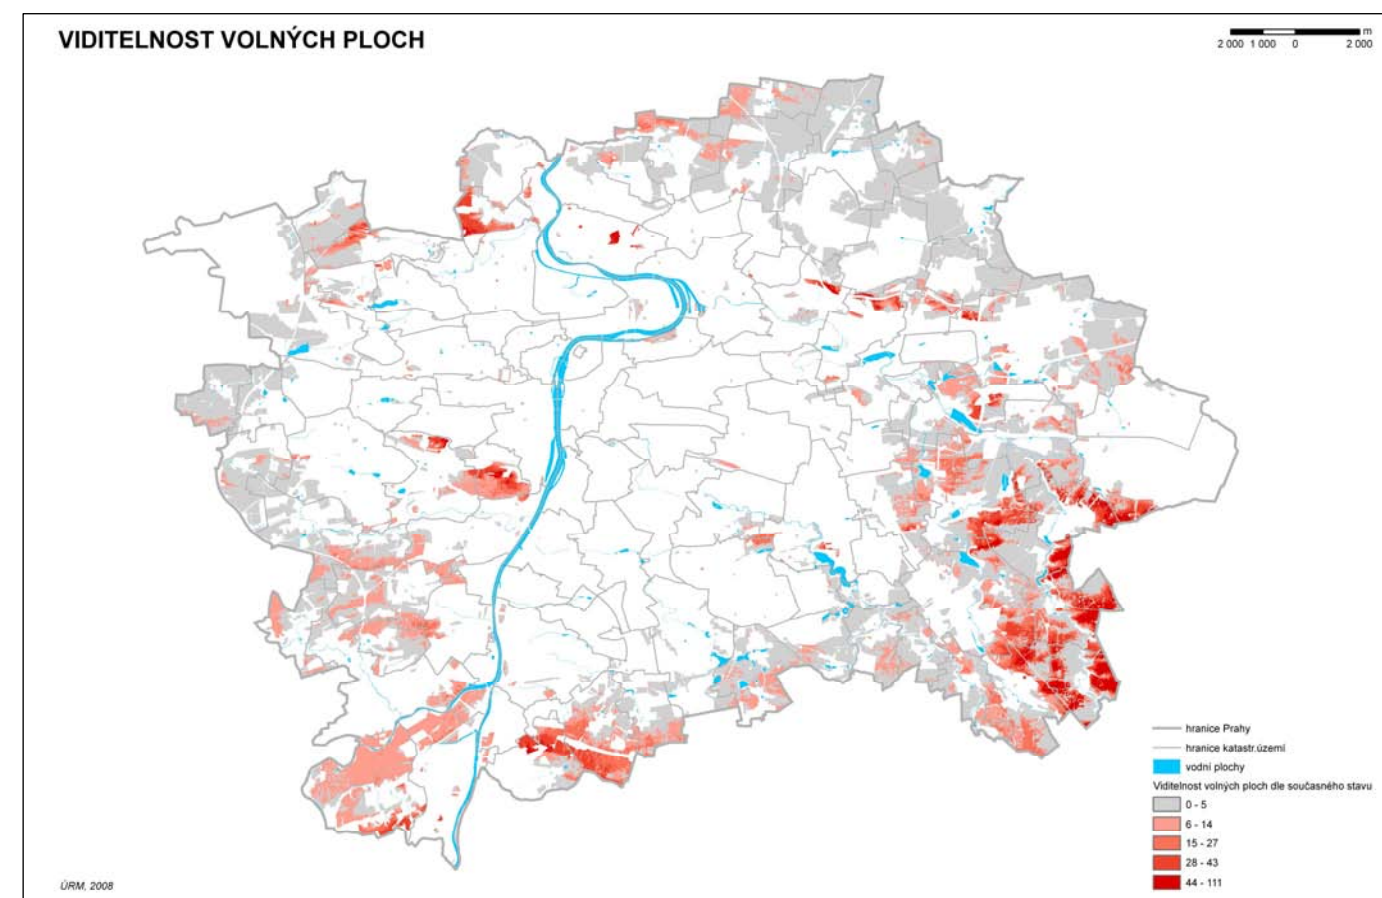 VIDITELNOST VOLNÝCH PLOCH
m
2 000 1 000 0 2 000
hranice Prahy
hranice katastr.území
vodní plochy
Viditelnost volných ploch dle současného stavu
0 - 5
6 - 14
15 - 27
28 - 43
44 - 111
ÚRM, 2008